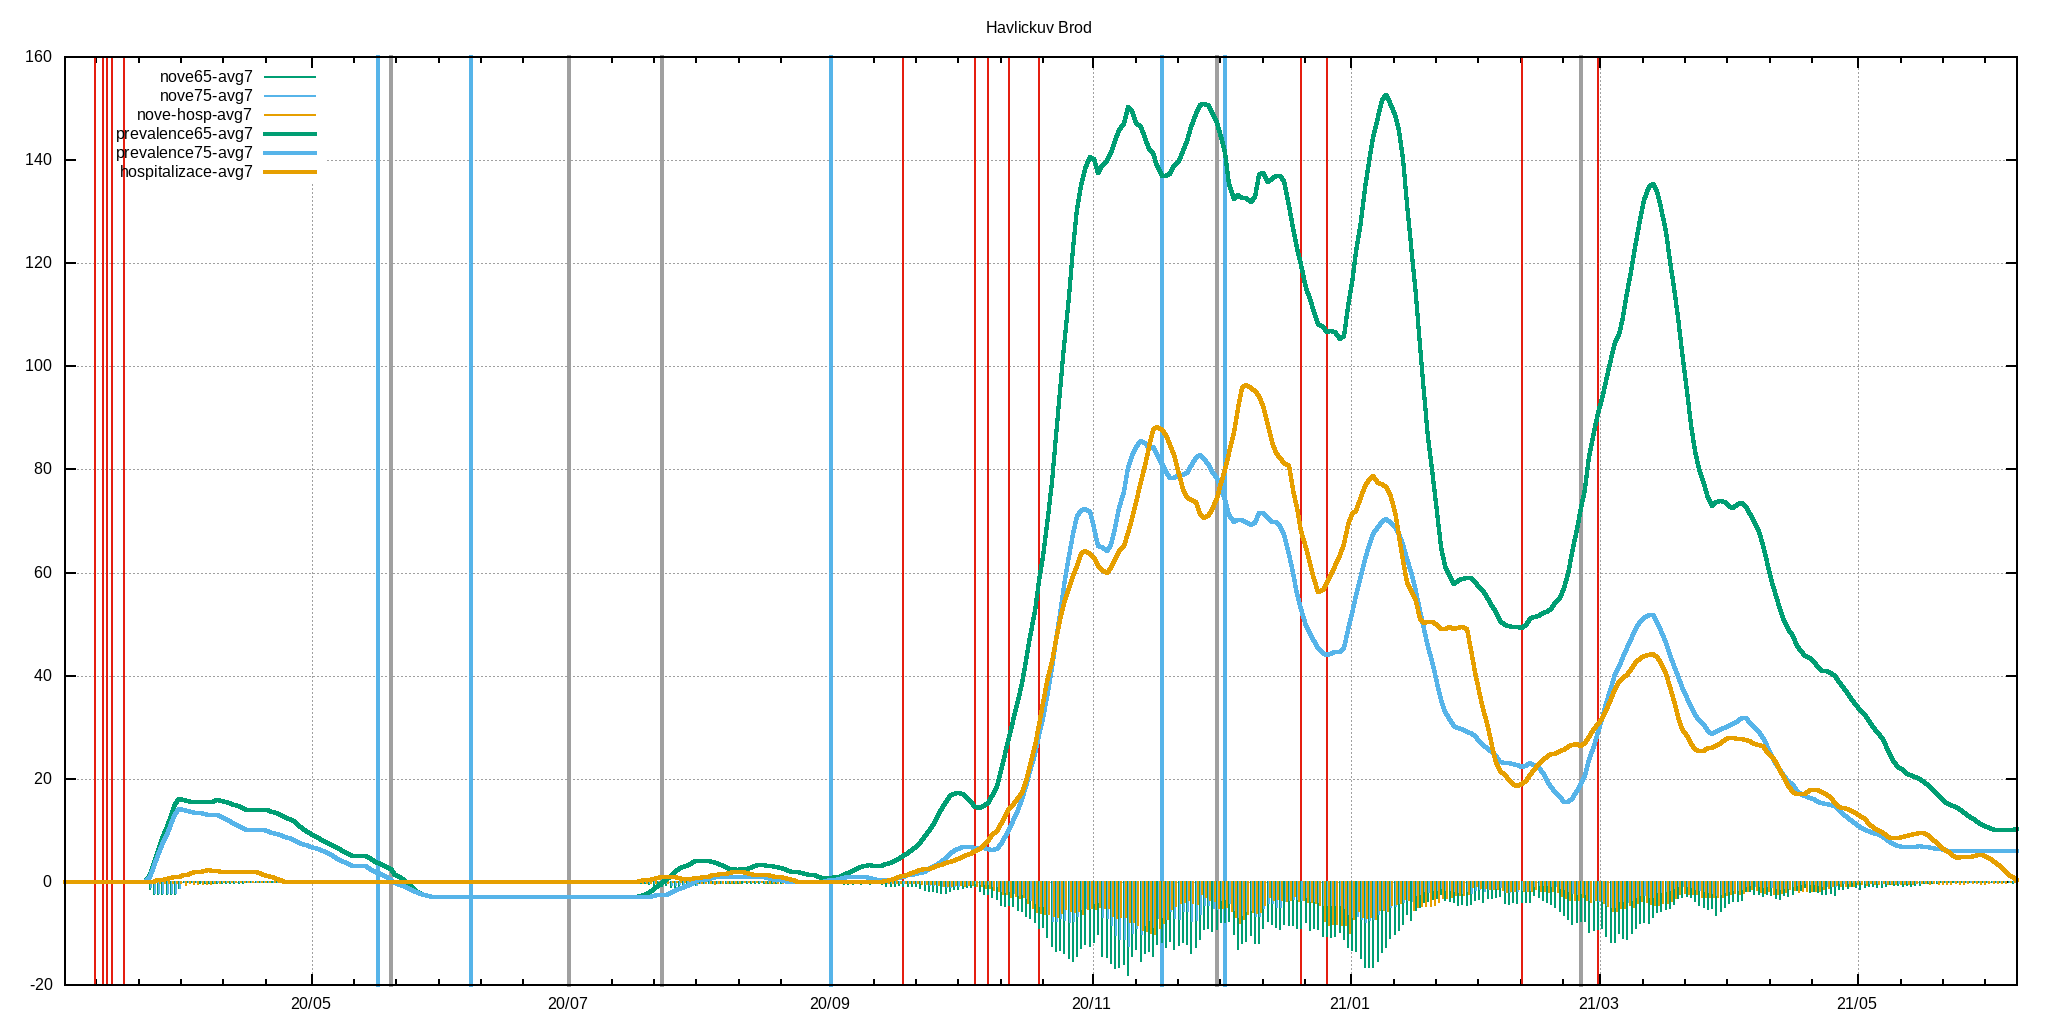 Havlickuv Brod
160
140
120
100
80
60
40
20
0
-20
nove65-avg7
nove75-avg7
nove-hosp-avg7
prevalence65-avg7
prevalence75-avg7
hospitalizace-avg7
20/05 20/07 20/09 20/11 21/01 21/03 21/05